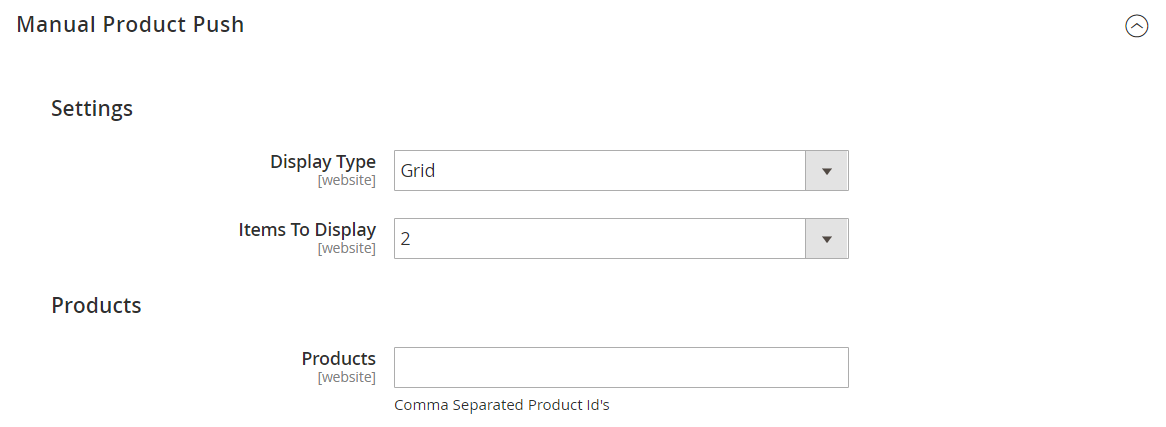 Manual Product Push
Settings
Display Type
[website]
Grid
Items To Display
[website]
2
Products
Products
[website]
Comma Separated Product Id's